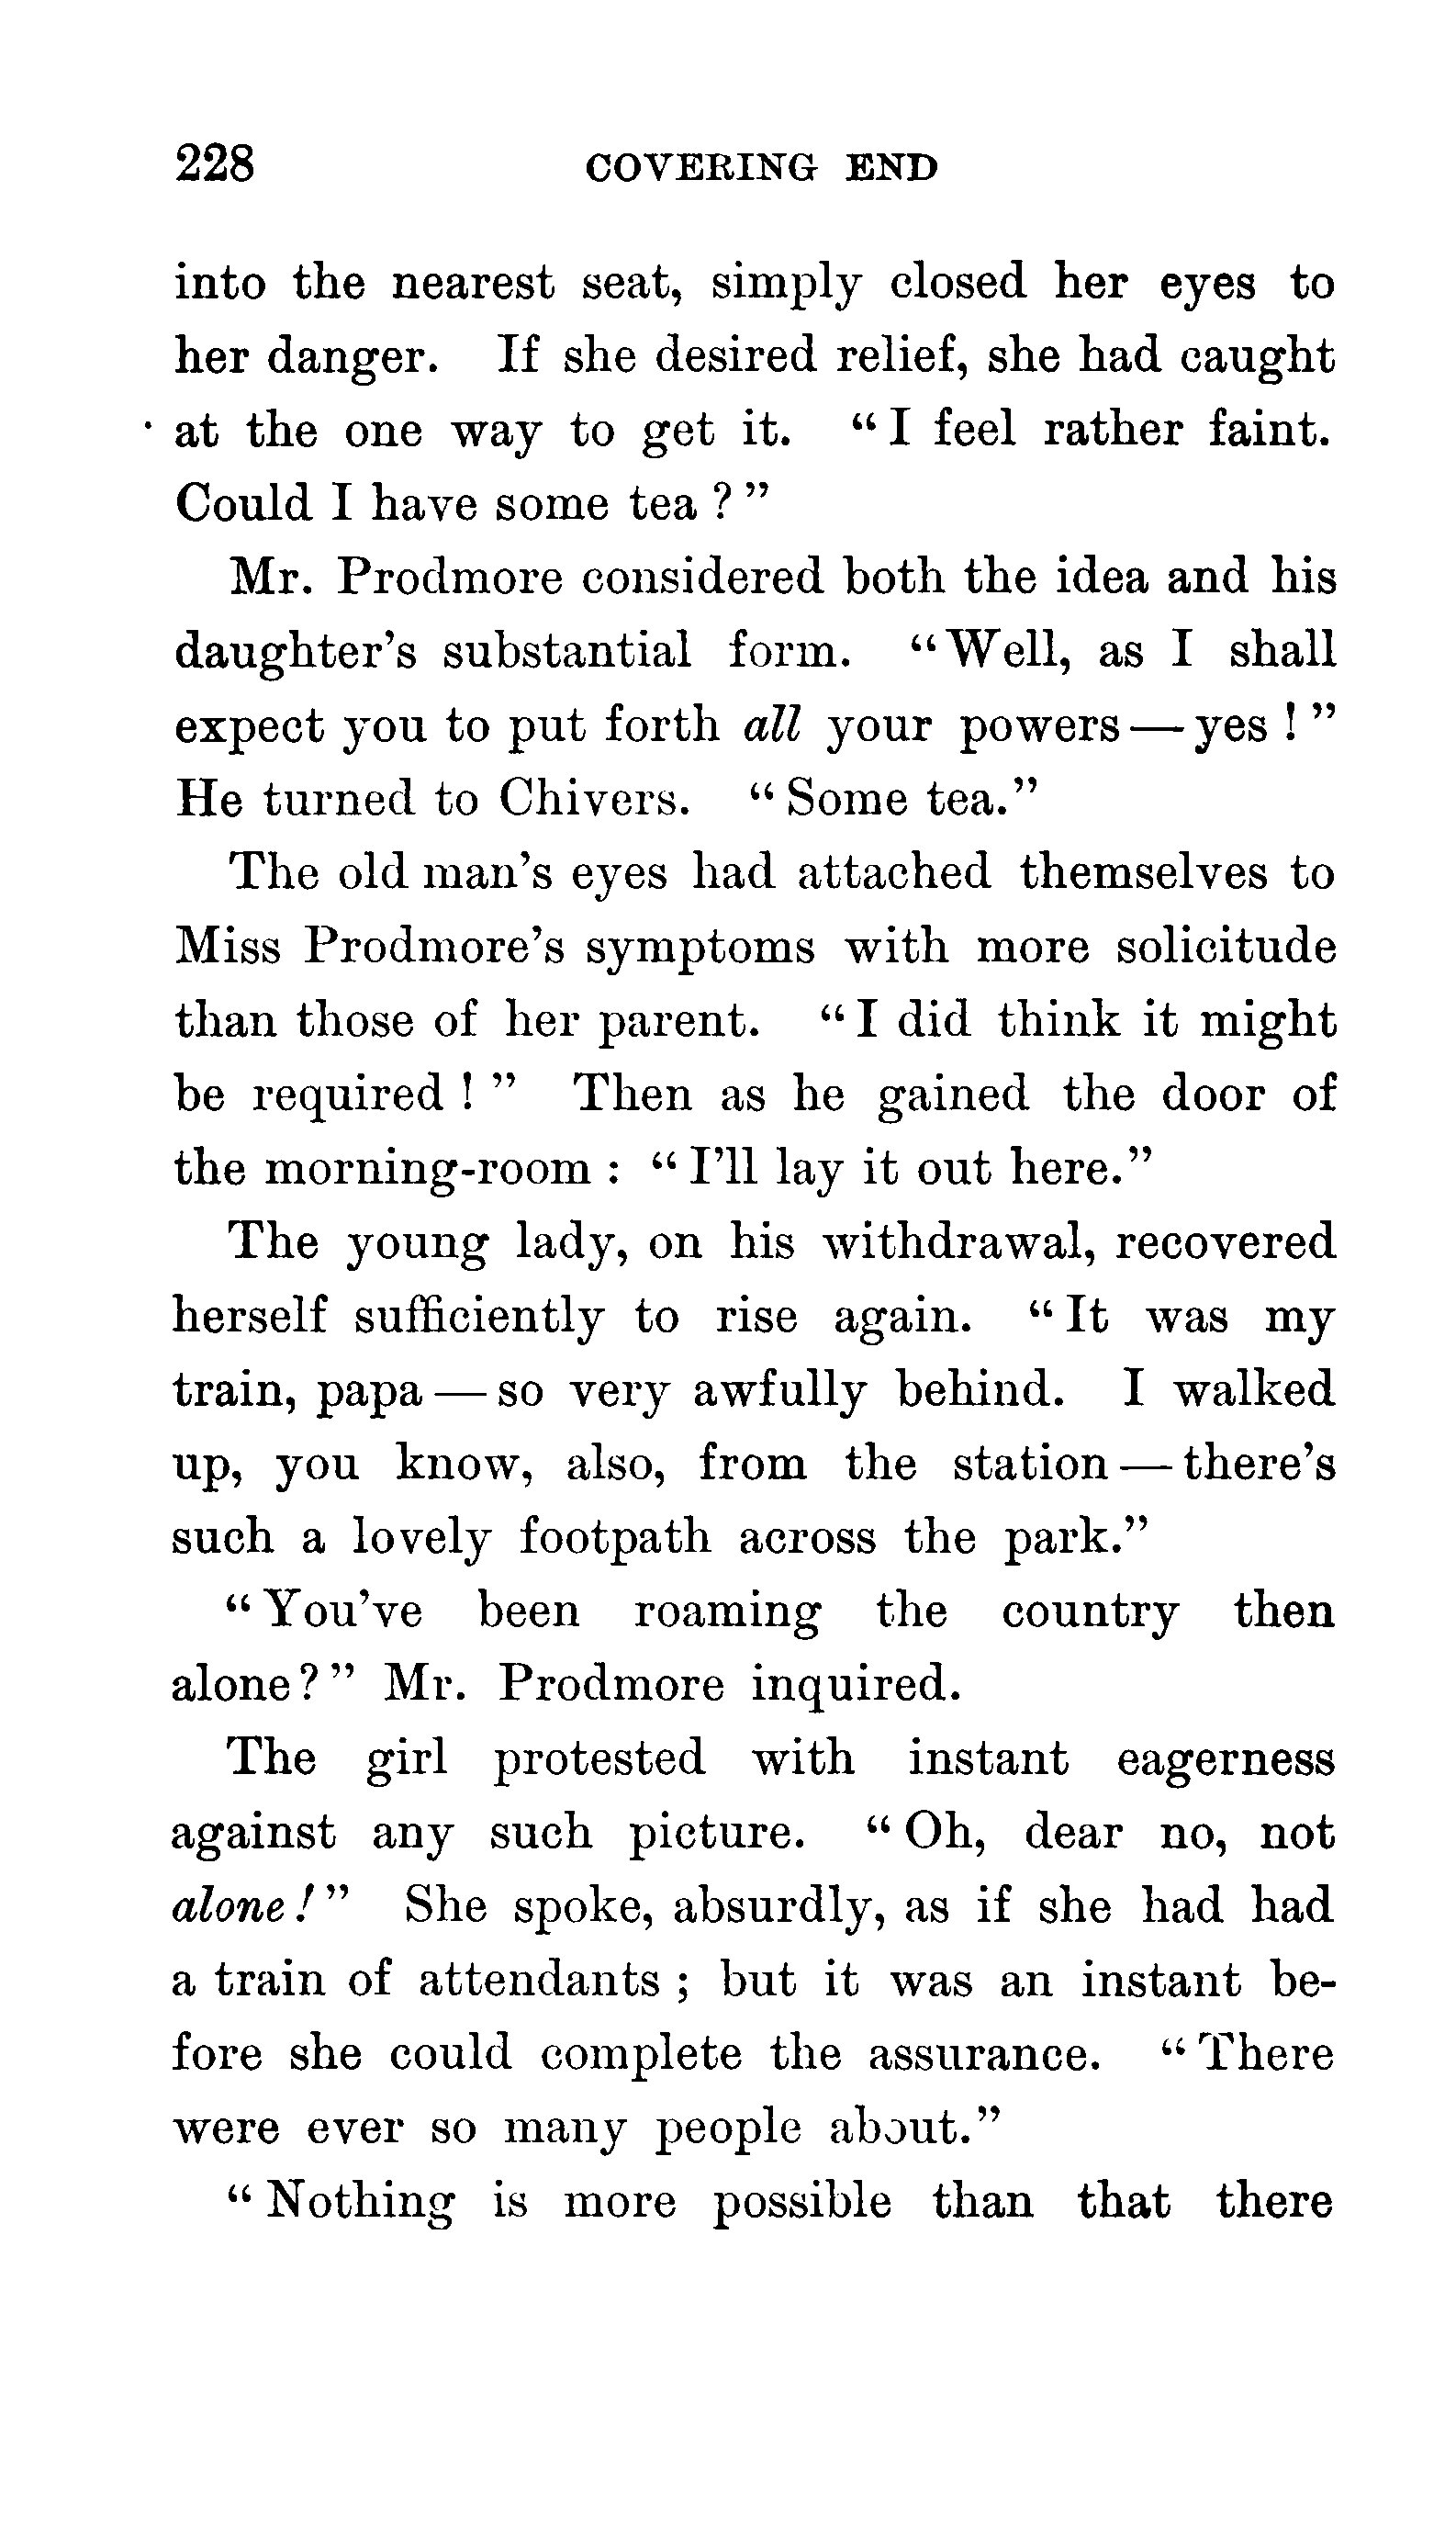 228 COVERING END
into the nearest seat, simply closed her eyes to
her danger. If she desired relief, she had caught
at the one way to get it. “I feel rather faint.
Could I have some tea?”
Mr. Prodmore considered both the idea and his
daughter’s substantial form. “Well, as I shall
expect you to put forth all your powers—yes!”
He turned to Chivers. “Some tea.”
The old man’s eyes had attached themselves to
Miss Prodmore’s symptoms with more solicitude
than those of her parent. “I did think it might
be required!” Then as he gained the door of
the morning-room: “I’ll lay it out here.”
The young lady, on his withdrawal, recovered
herself sufficiently to rise again. “It was my
train, papa—so very awfully behind. I walked
up, you know, also, from the station—there’s
such a lovely footpath across the park.”
“You’ve been roaming the country then
alone?” Mr. Prodmore inquired.
The girl protested with instant eagerness
against any such picture. “Oh, dear no, not
alone!” She spoke, absurdly, as if she had had
a train of attendants; but it was an instant be-
fore she could complete the assurance. “There
were ever so many people about.”
“Nothing is more possible than that there